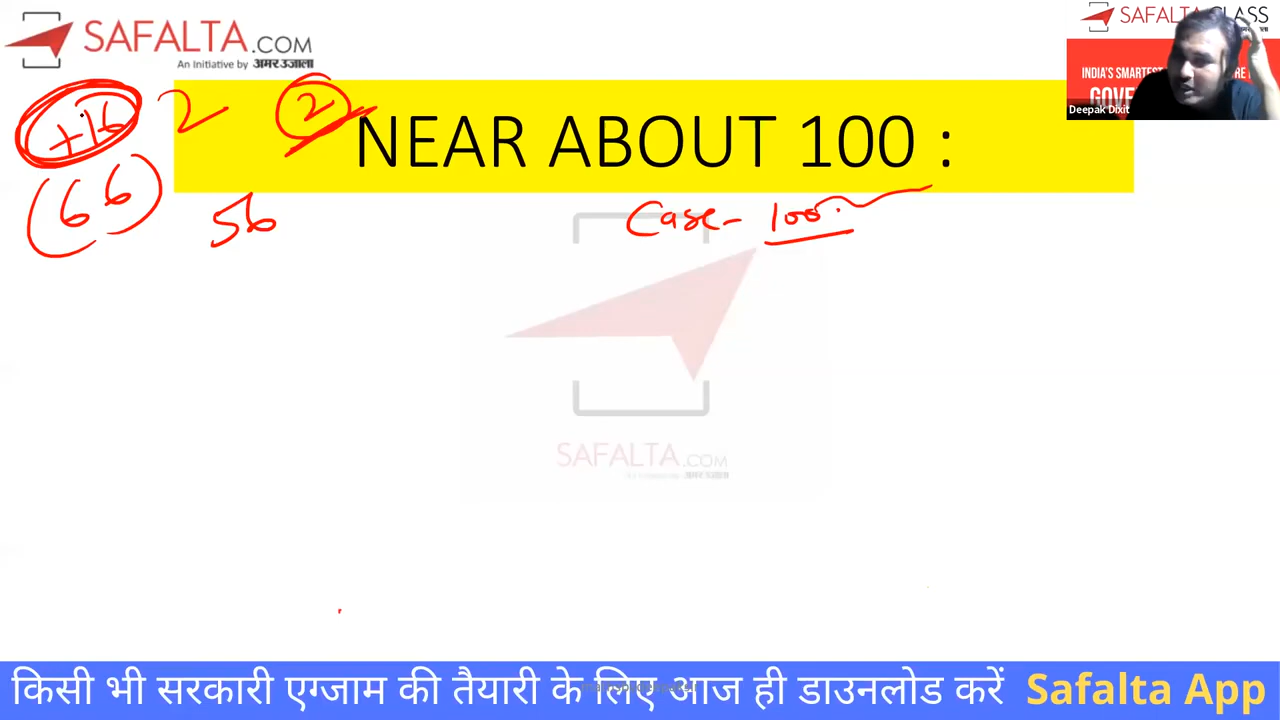 SAFALTA.COM
An Initiative by अमर उजाला
SAFALTA CLASS
INDIA'S SMARTEST
GOV
Deepak Dixit
+16 2 2
NEAR ABOUT 100 :
(66) 56
Case - 100
SAFALTA.COM
किसी भी सरकारी एग्जाम की तैयारी के लिए आज ही डाउनलोड करें Safalta App